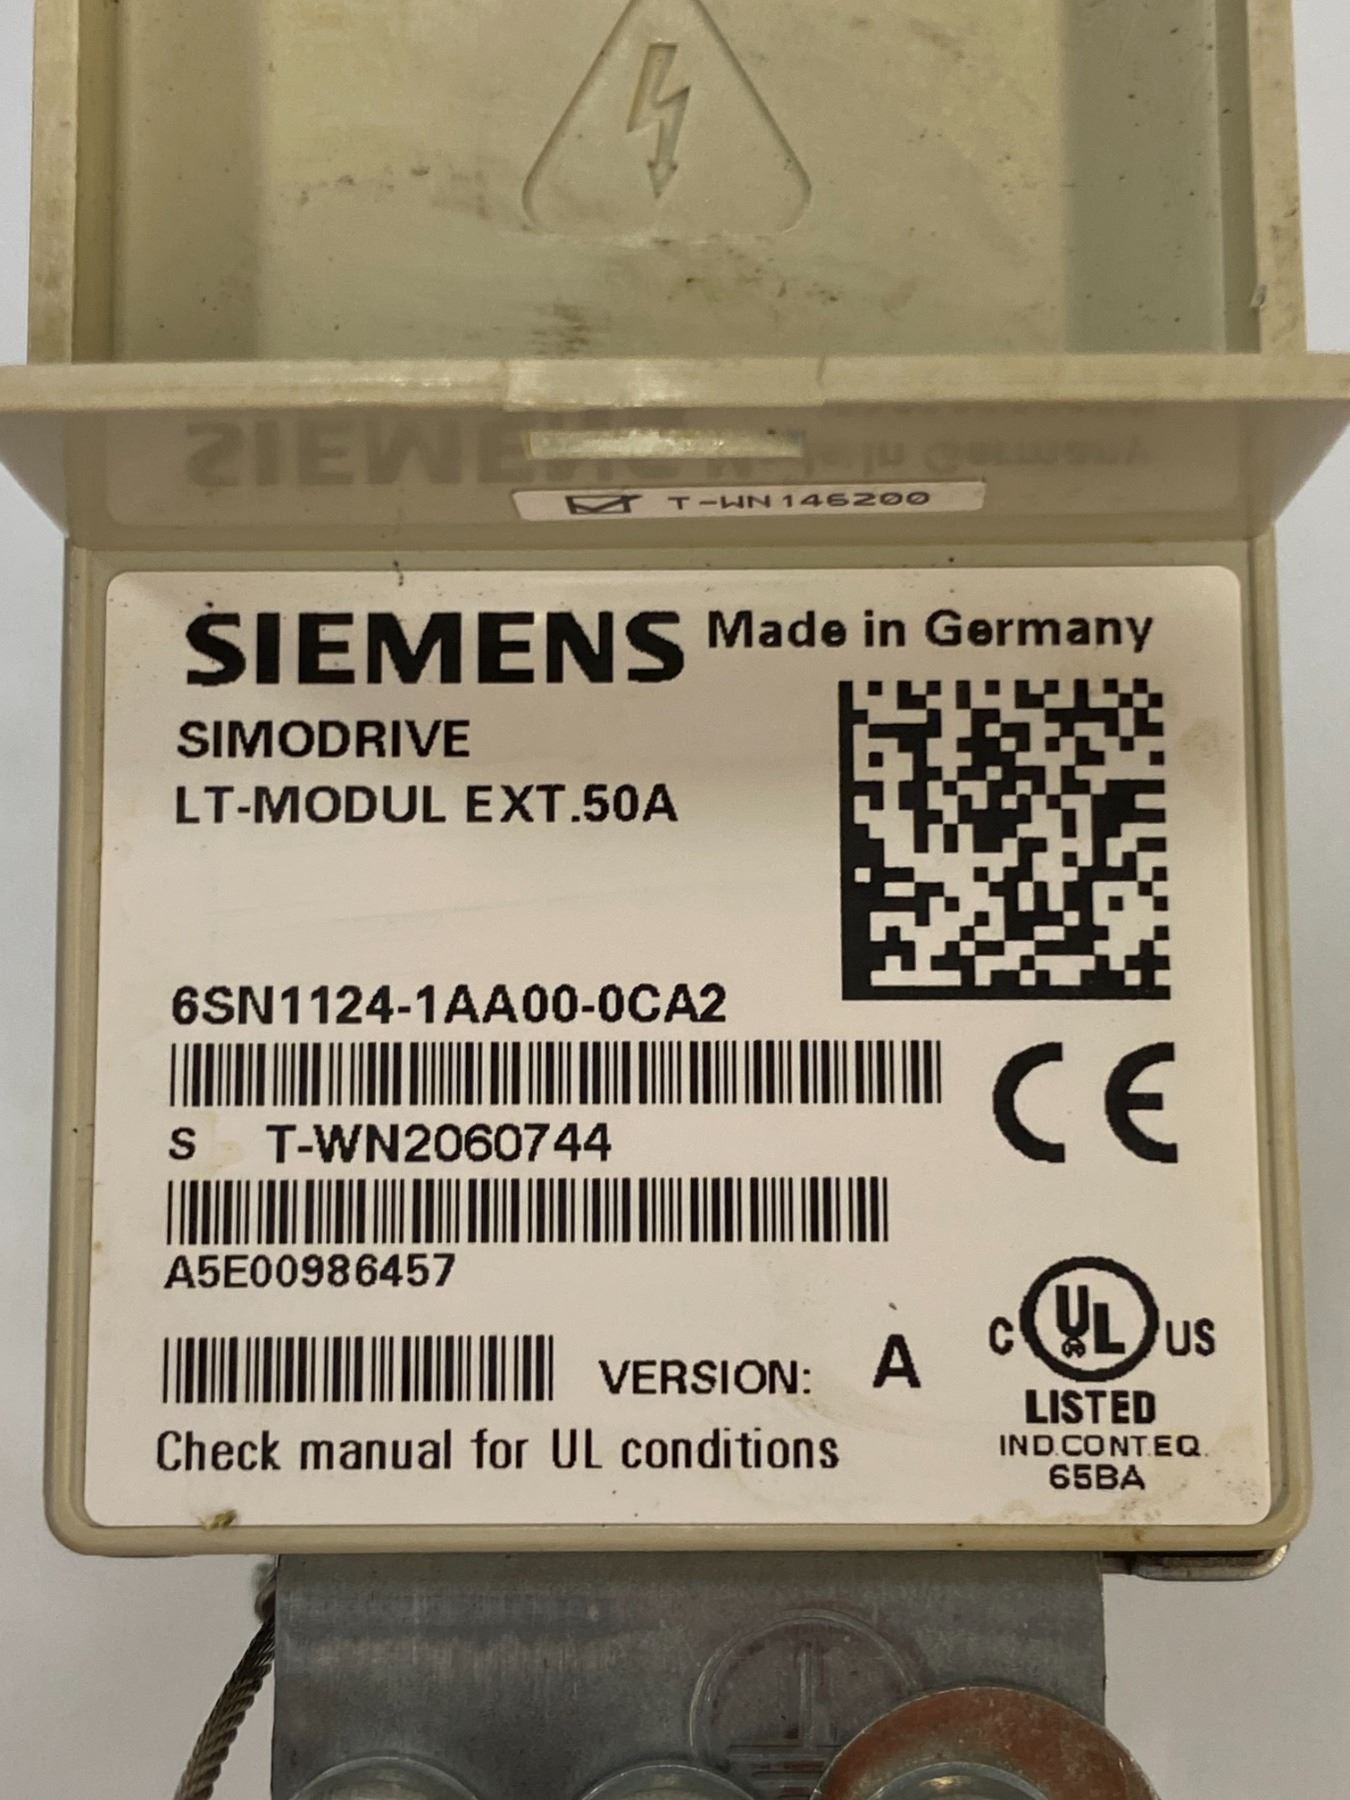 T-WN146200
SIEMENS Made in Germany
SIMODRIVE
LT-MODUL EXT.50A
6SN1124-1AA00-0CA2
S T-WN2060744
A5E00986457
VERSION: A
Check manual for UL conditions
CE
C UL US
LISTED
IND.CONT.EQ.
65BA